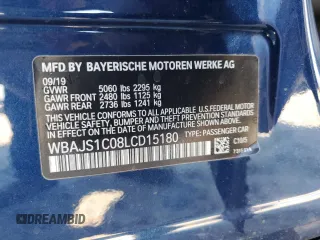 MFD BY BAYERISCHE MOTOREN WERKE AG
09/19
GVWR 5060 lbs 2295 kg
GAWR FRONT 2480 lbs 1125 kg
GAWR REAR 2736 lbs 1241 kg
THIS VEHICLE CONFORMS TO ALL APPLICABLE
FEDERAL MOTOR VEHICLE SAFETY, BUMPER,
AND THEFT PREVENTION STANDARDS IN EFFECT
ON THE DATE OF MANUFACTURE SHOWN ABOVE.
WBAJS1C08LCD15180 TYPE: PASSENGER CAR
DREAMBID